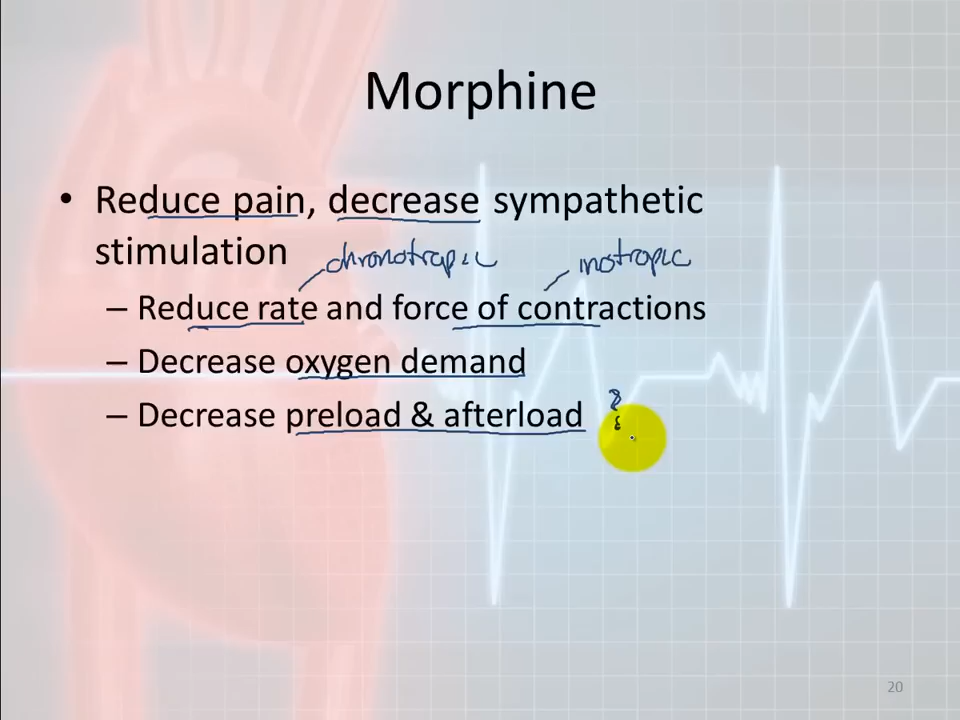 Morphine
• Reduce pain, decrease sympathetic
stimulation
chronotropic inotropic
– Reduce rate and force of contractions
– Decrease oxygen demand
– Decrease preload & afterload
20